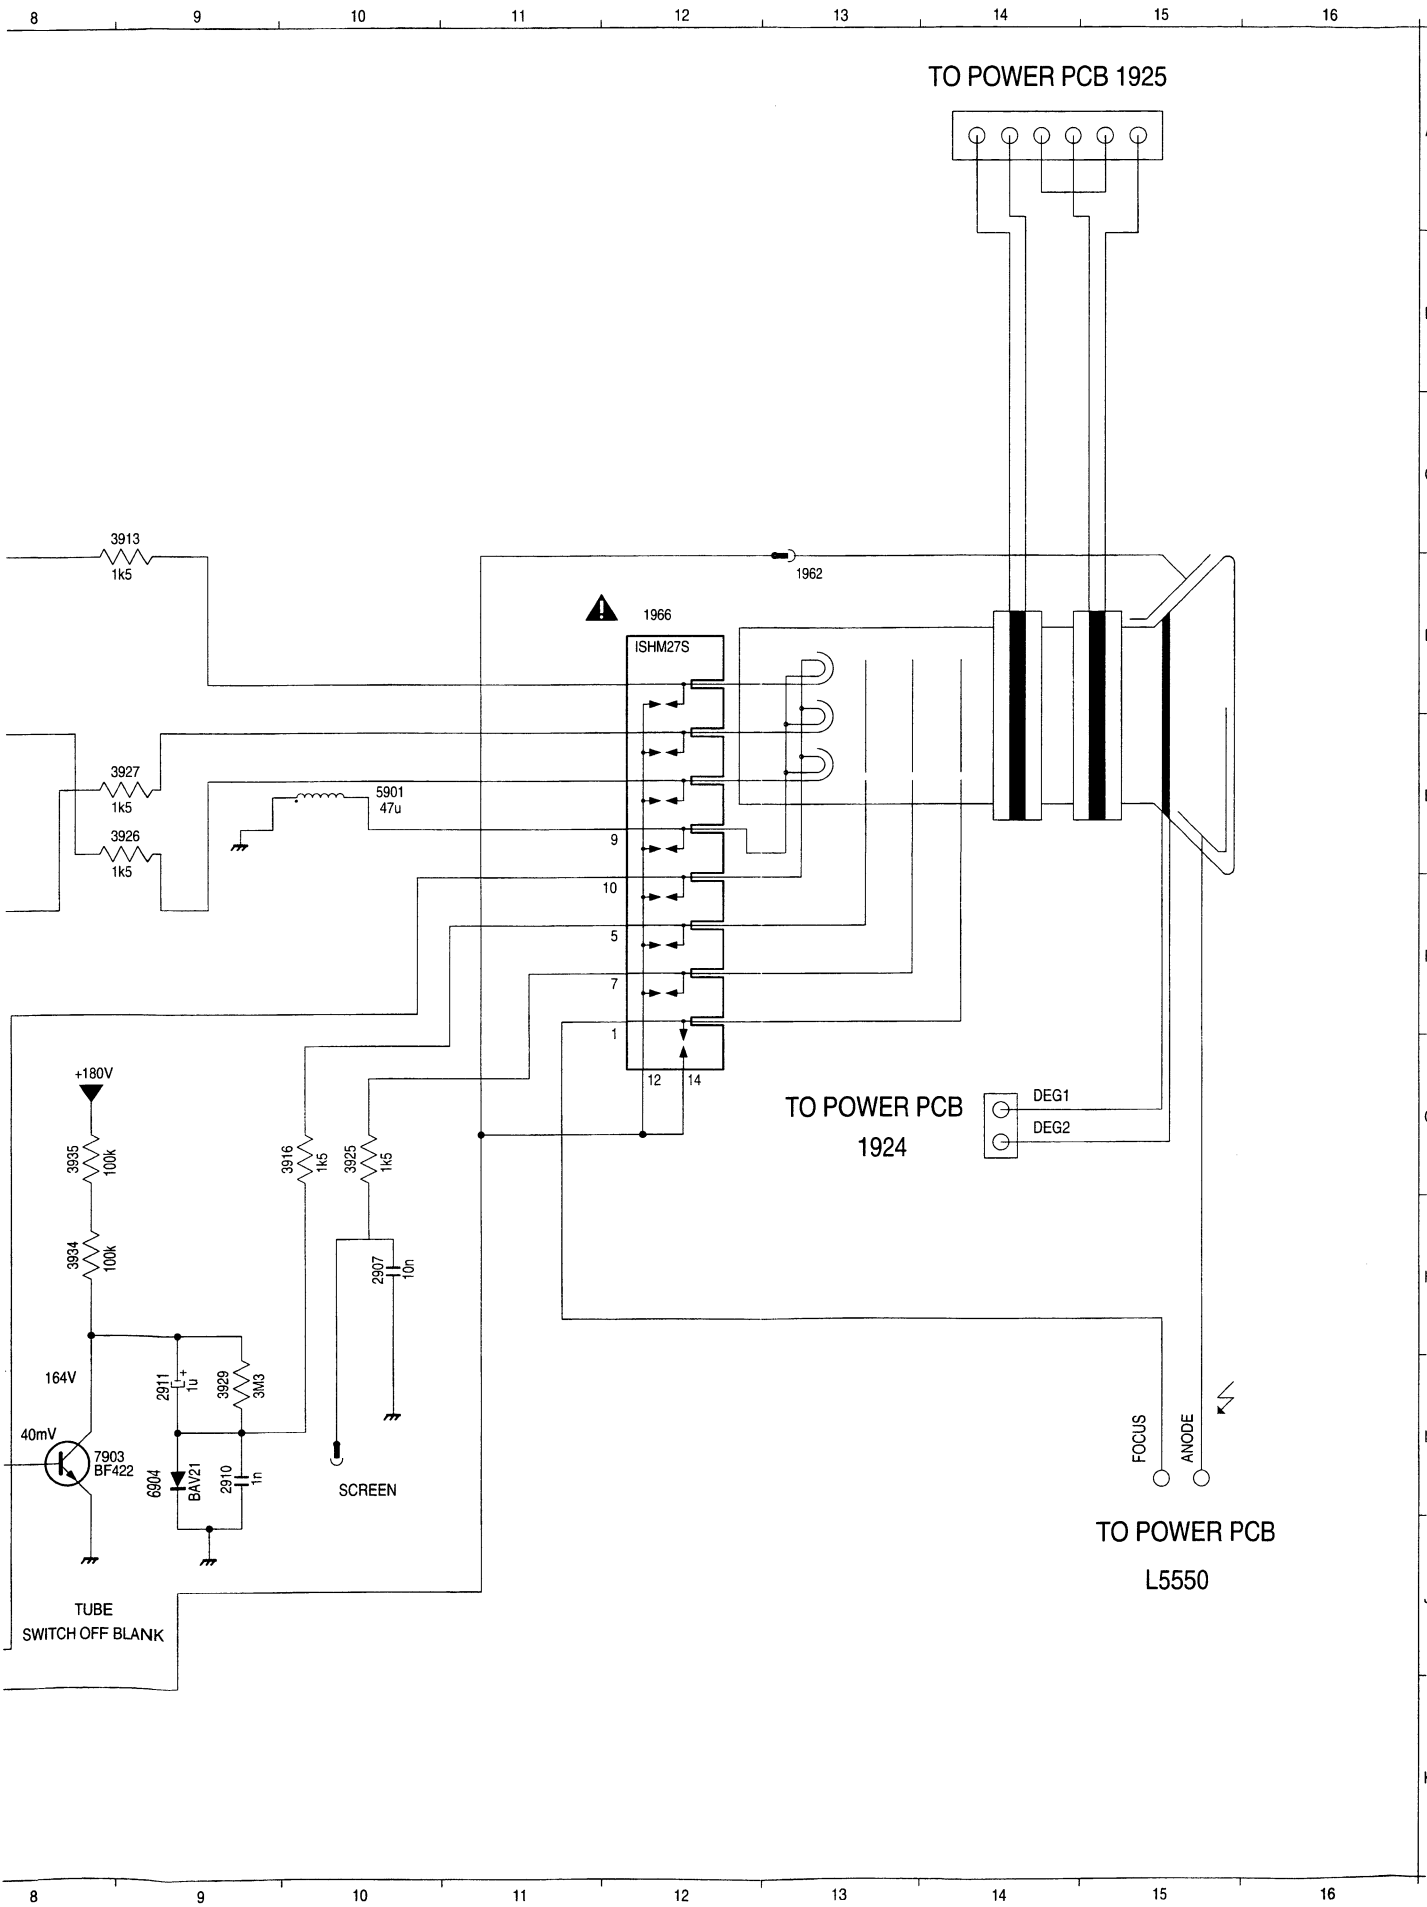 8 9 10 11 12 13 14 15 16
TO POWER PCB 1925
3913
1k5
1962
1966
ISHM27S
3927
1k5
5901
47u
3926
1k5
9
10
5
7
1
12 14
+180V
DEG1
TO POWER PCB
1924
DEG2
3935
100k
3916
1k5
3925
1k5
3934
100k
2907
10n
164V
2911
+
1u
3929
3M3
40mV
7903
BF422
6904
BAV21
2910
1n
SCREEN
FOCUS
ANODE
TO POWER PCB
L5550
TUBE
SWITCH OFF BLANK
8 9 10 11 12 13 14 15 16